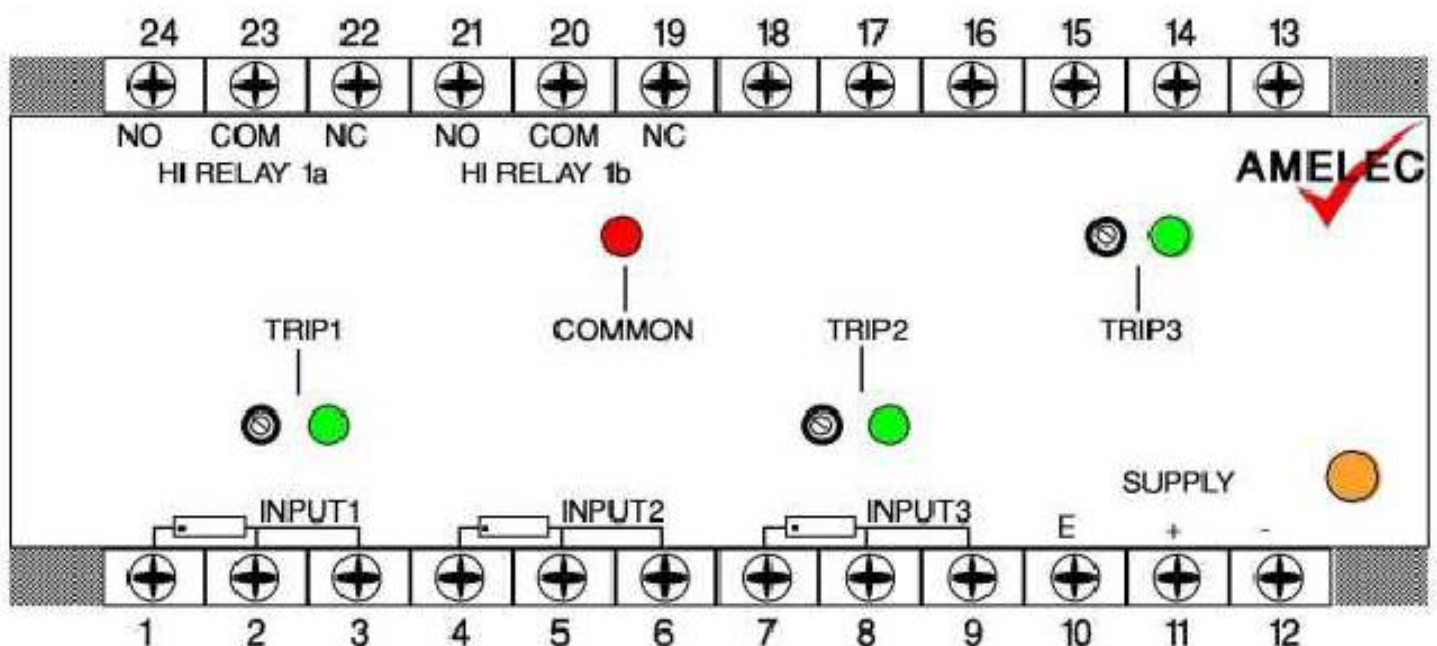 24 23 22 21 20 19 18 17 16 15 14 13
NO COM NC NO COM NC
HI RELAY 1a HI RELAY 1b
AMELEC
TRIP1 COMMON TRIP2 TRIP3
SUPPLY
INPUT1 INPUT2 INPUT3
E + -
1 2 3 4 5 6 7 8 9 10 11 12